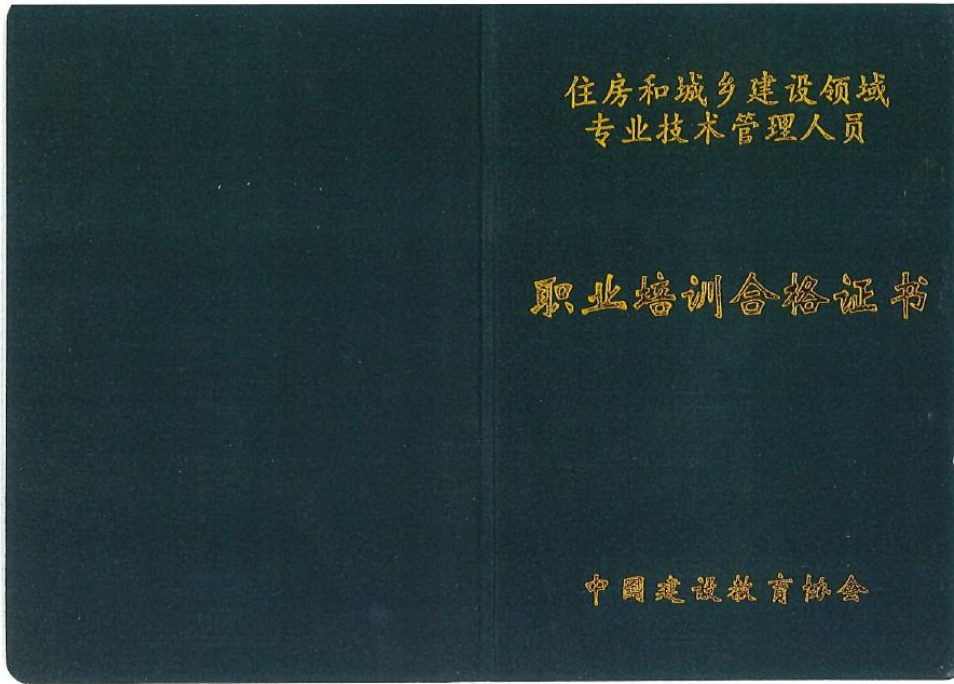 住房和城乡建设领域
专业技术管理人员
职业培训合格证书
中国建设教育协会